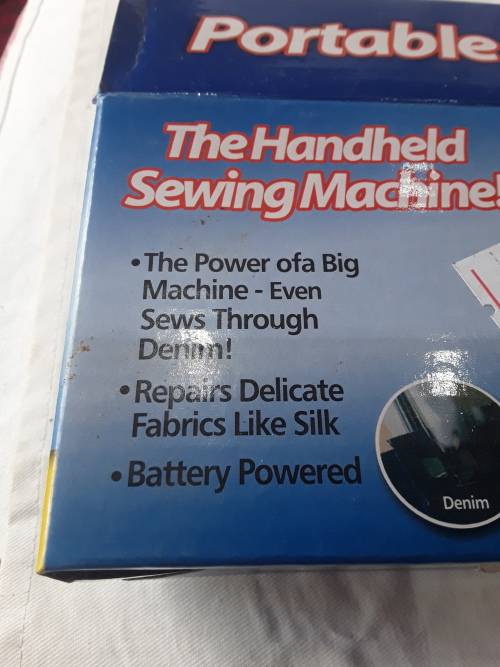 Portable
The Handheld
Sewing Machine!
• The Power ofa Big
Machine - Even
Sews Through
Denim!
• Repairs Delicate
Fabrics Like Silk
• Battery Powered
Denim